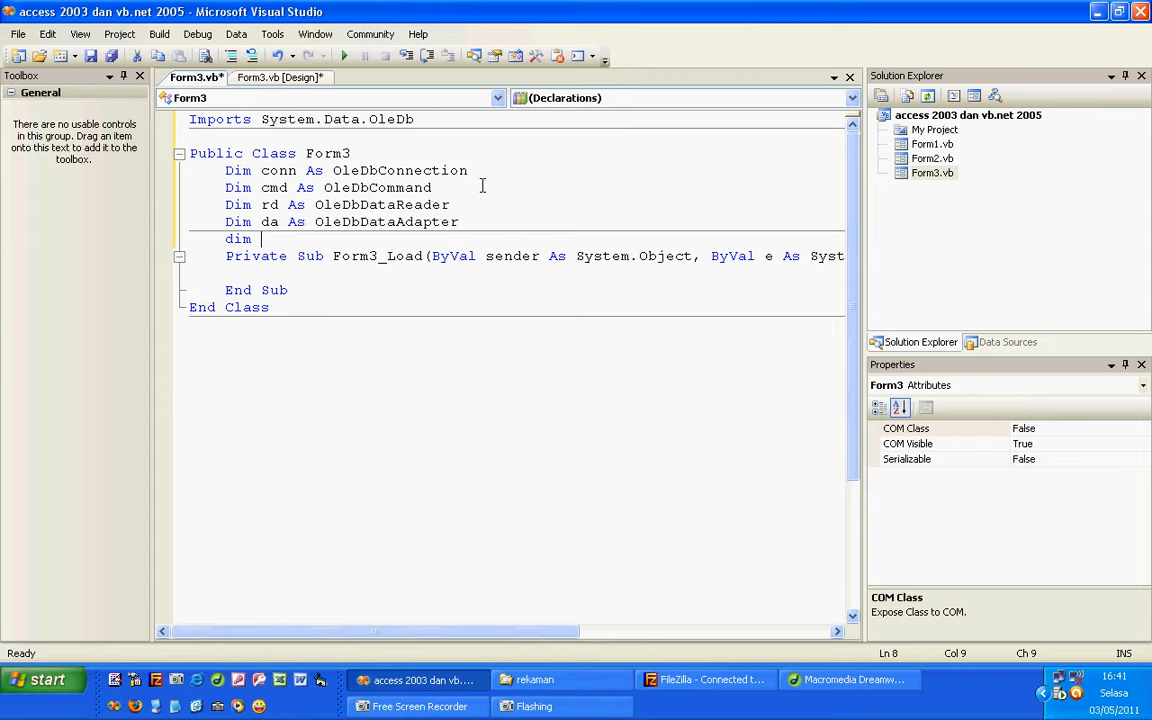 access 2003 dan vb.net 2005 - Microsoft Visual Studio
File Edit View Project Build Debug Data Tools Window Community Help
Toolbox
General
There are no usable controls
in this group. Drag an item
onto this text to add it to the
toolbox.
Form3.vb* Form3.vb [Design]*
Form3 (Declarations)
Imports System.Data.OleDb
Public Class Form3
Dim conn As OleDbConnection
Dim cmd As OleDbCommand
Dim rd As OleDbDataReader
Dim da As OleDbDataAdapter
dim
Private Sub Form3_Load(ByVal sender As System.Object, ByVal e As Syst
End Sub
End Class
Solution Explorer
access 2003 dan vb.net 2005
My Project
Form1.vb
Form2.vb
Form3.vb
Solution Explorer Data Sources
Properties
Form3 Attributes
COM Class False
COM Visible True
Serializable False
COM Class
Expose Class to COM.
Ready Ln 8 Col 9 Ch 9 INS
start access 2003 dan vb.... rekaman FileZilla - Connected t... Macromedia Dreamw... 16:41
Selasa
Free Screen Recorder Flashing 03/05/2011